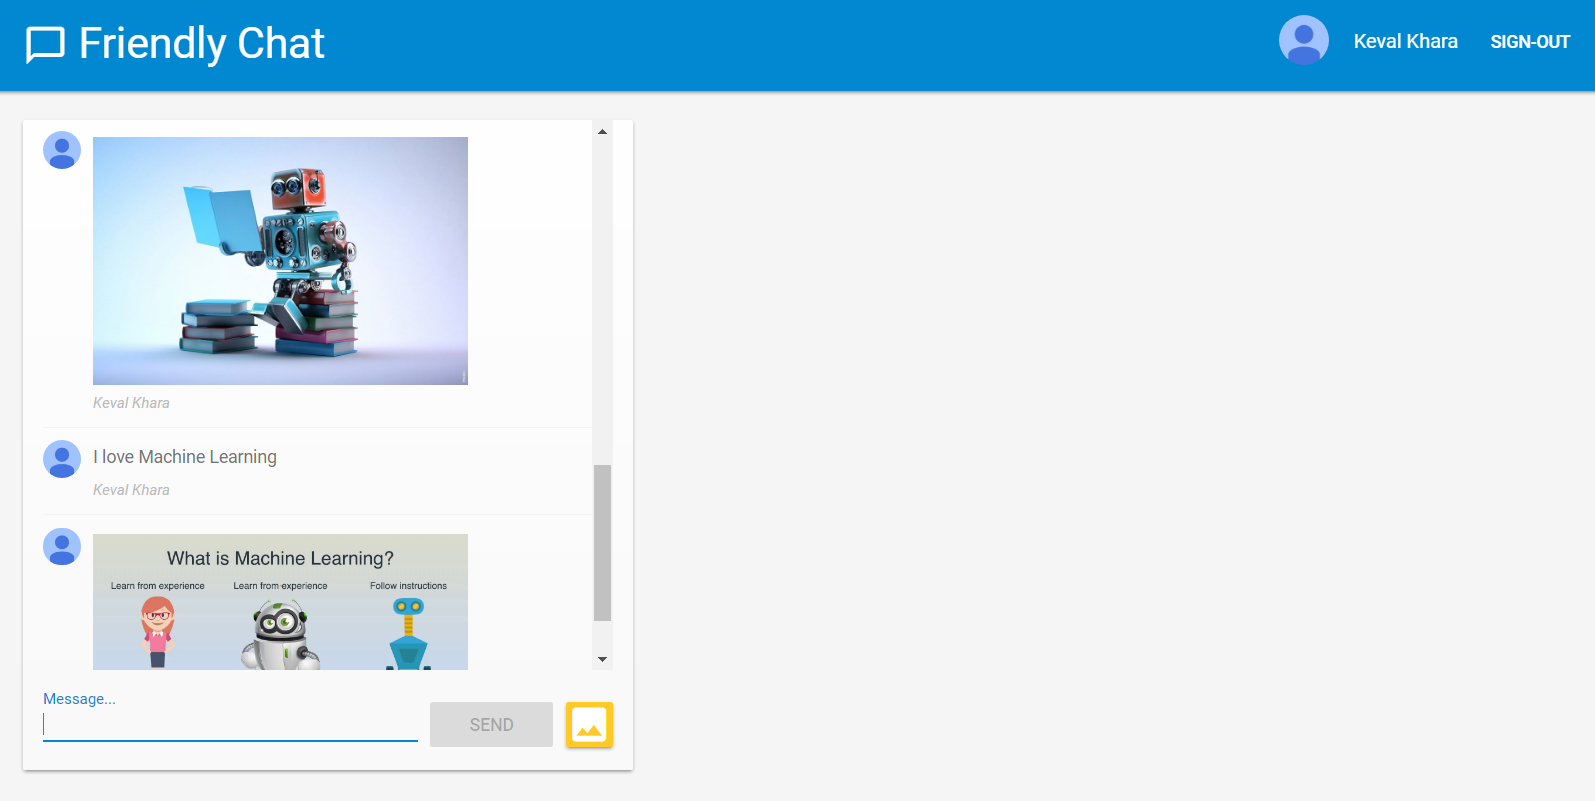 Friendly Chat
Keval Khara SIGN-OUT
Keval Khara
I love Machine Learning
Keval Khara
What is Machine Learning?
Learn from experience Learn from experience Follow instructions
Message...
SEND